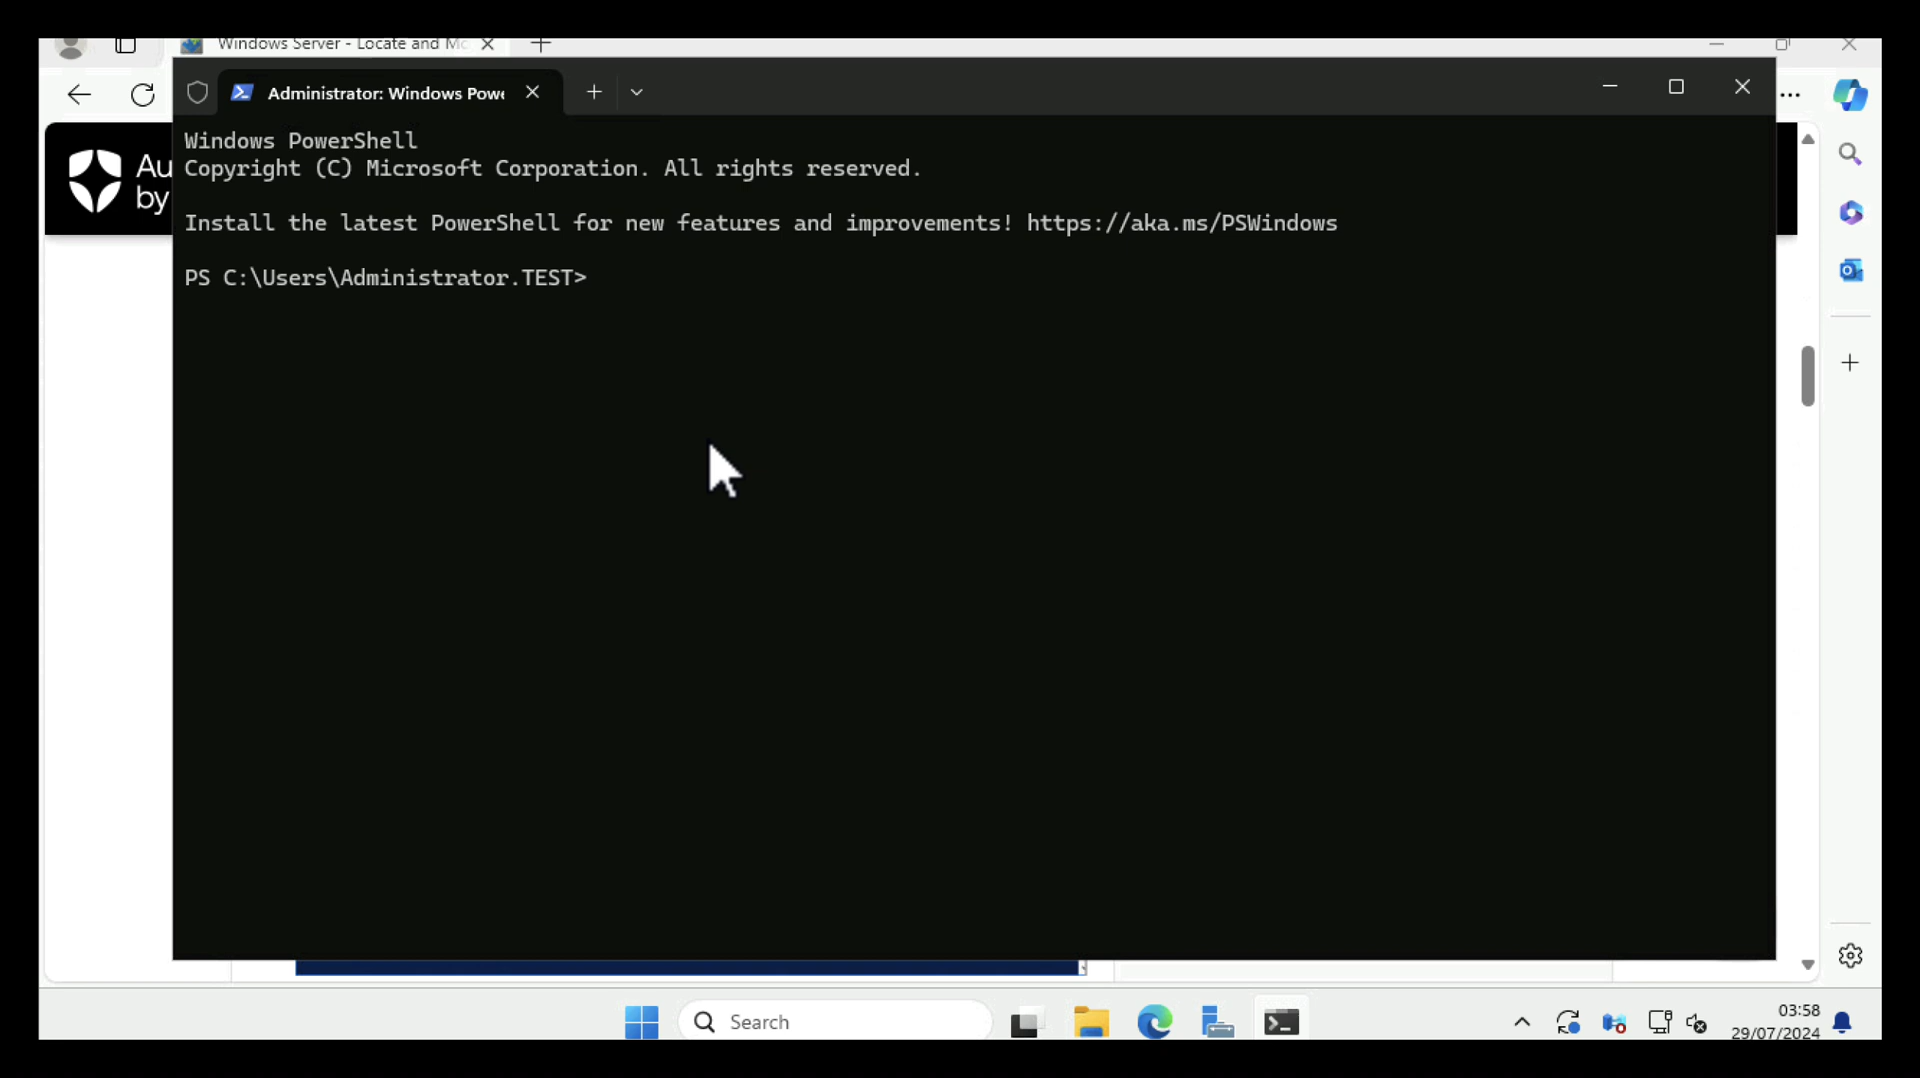 Windows Server - Locate and Mo
Administrator: Windows Powe
Au
by
Windows PowerShell
Copyright (C) Microsoft Corporation. All rights reserved.
Install the latest PowerShell for new features and improvements! https://aka.ms/PSWindows
PS C:\Users\Administrator.TEST>
Search
03:58
29/07/2024